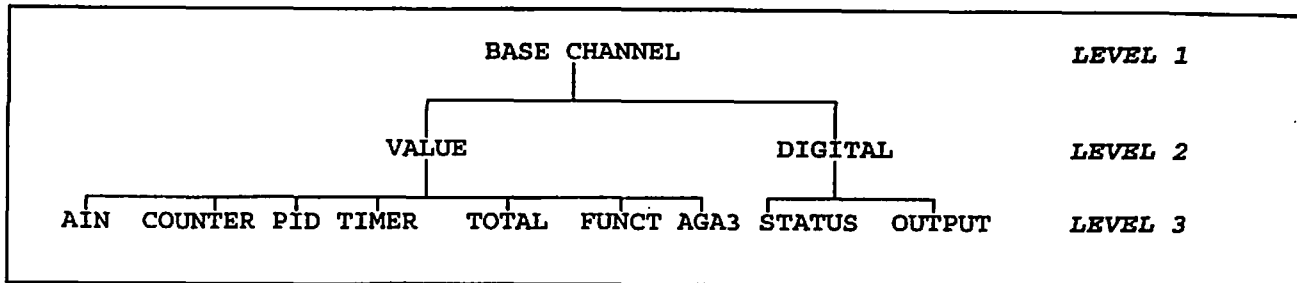 BASE CHANNEL LEVEL 1
VALUE DIGITAL LEVEL 2
AIN COUNTER PID TIMER TOTAL FUNCT AGA3 STATUS OUTPUT LEVEL 3